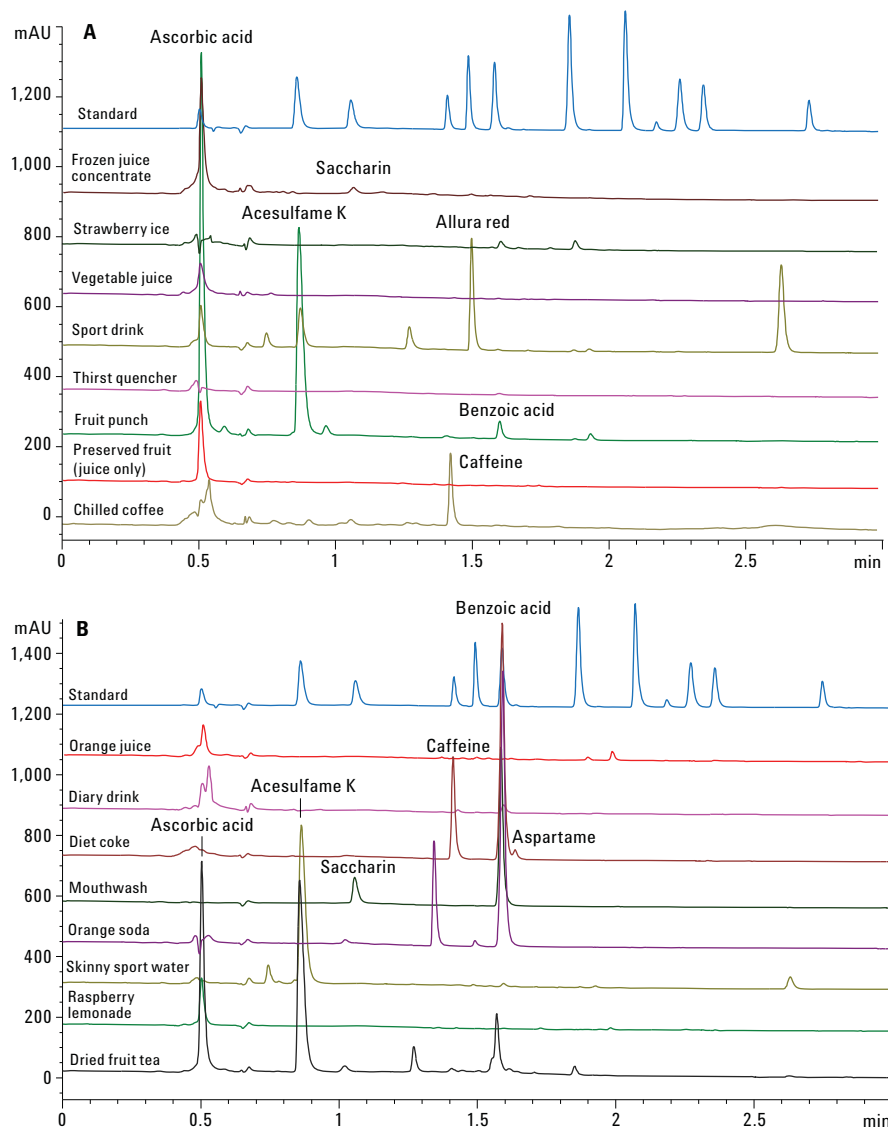 mAU
A
Ascorbic acid
1,200
Standard
1,000
Frozen juice
concentrate
Saccharin
Acesulfame K
Allura red
800
Strawberry ice
Vegetable juice
600
Sport drink
400
Thirst quencher
Fruit punch
Benzoic acid
200
Preserved fruit
(juice only)
Caffeine
0
Chilled coffee
0
0.5
1
1.5
2
2.5
min
mAU
B
Benzoic acid
1,400
Standard
1,200
Orange juice
Caffeine
1,000
Diary drink
Acesulfame K
800
Ascorbic acid
Diet coke
Aspartame
Saccharin
Mouthwash
600
Orange soda
400
Skinny sport water
Raspberry
lemonade
200
Dried fruit tea
0
0
0.5
1
1.5
2
2.5
min